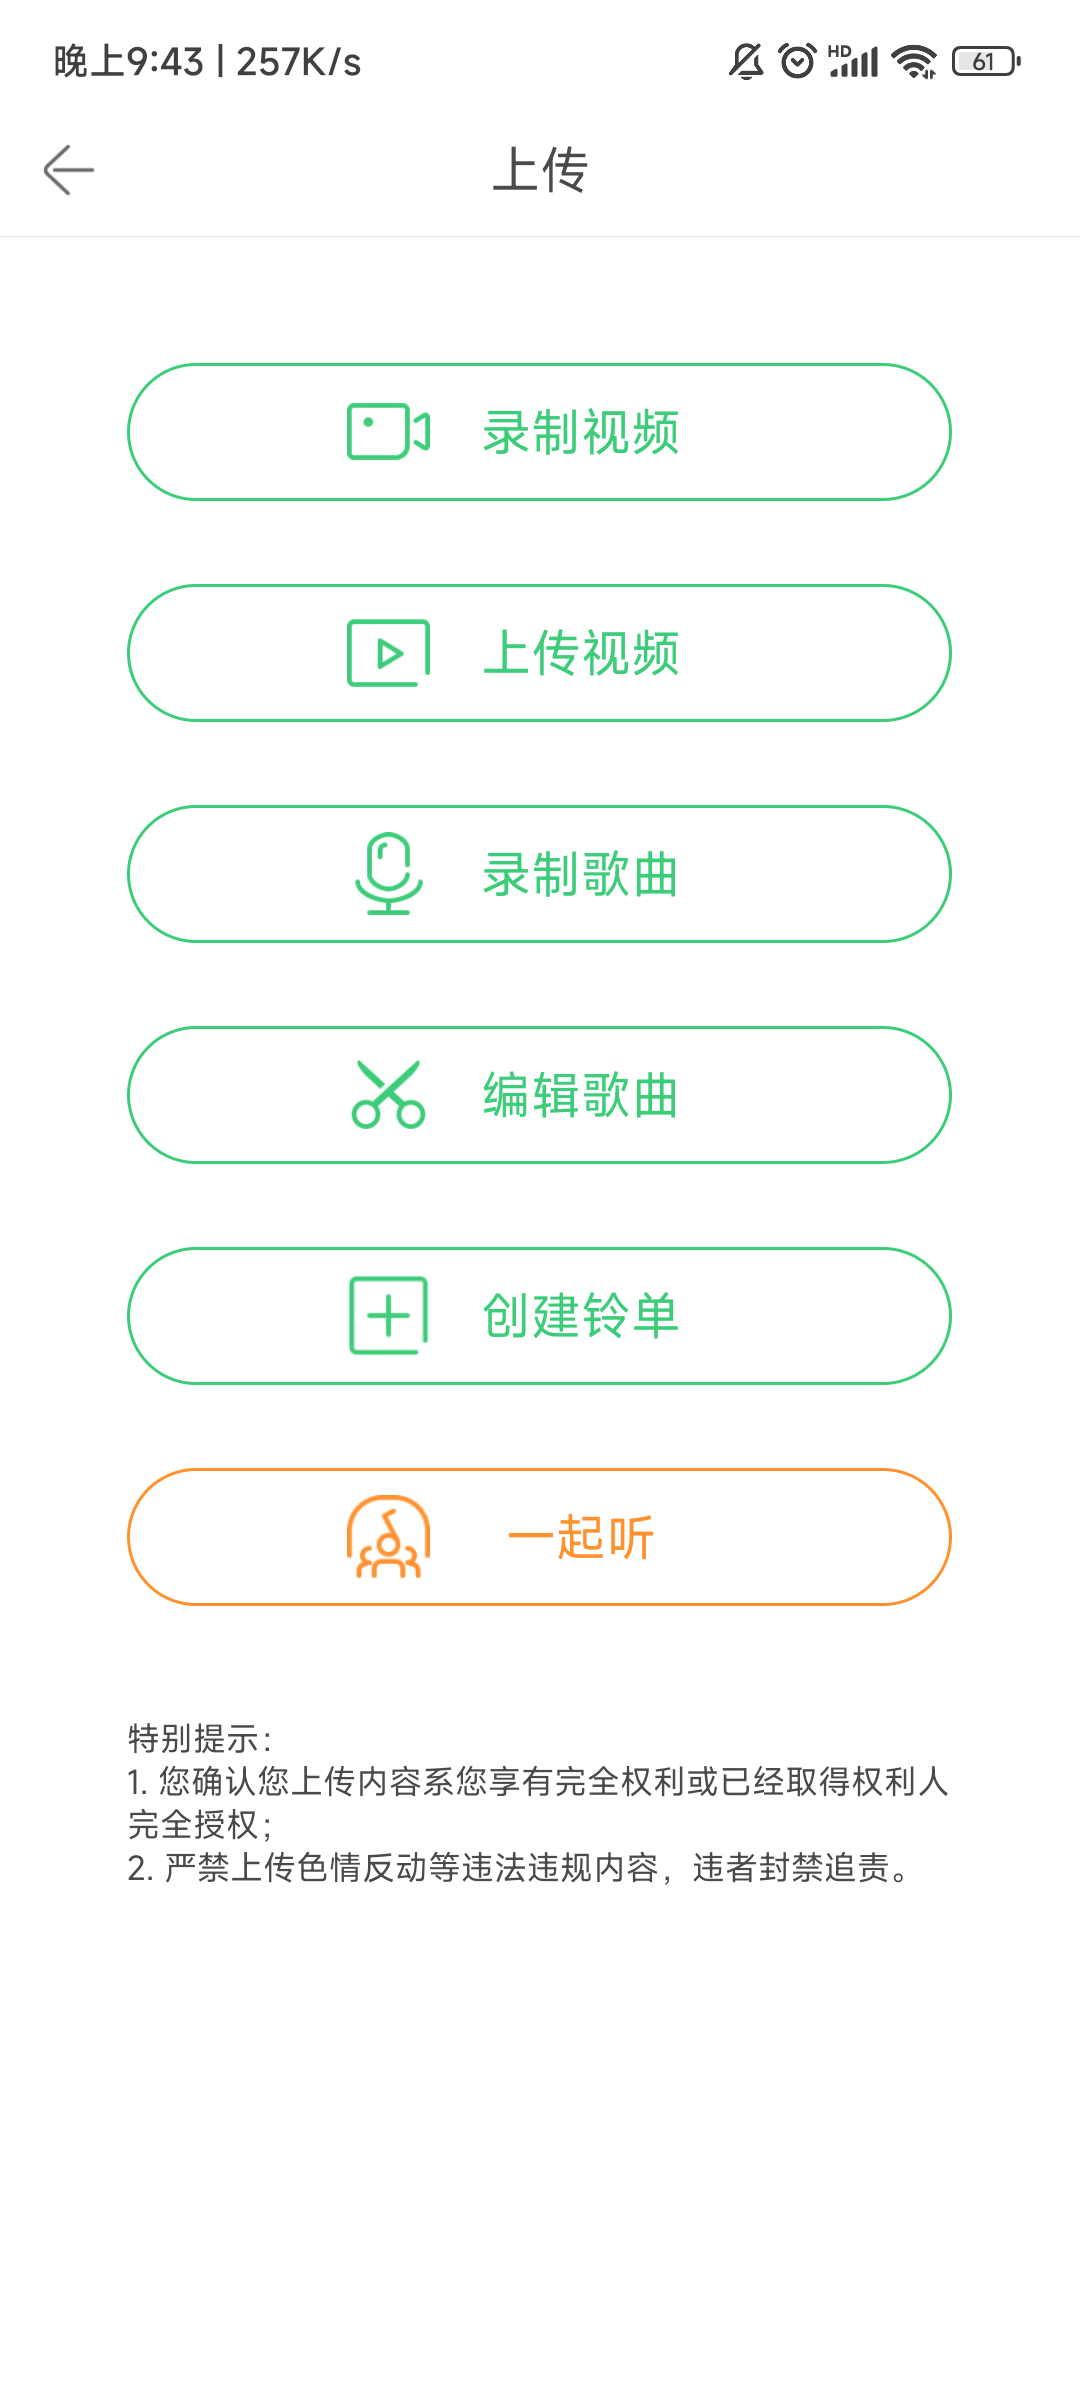 晚上9:43 | 257K/s
HD
61
上传
录制视频
上传视频
录制歌曲
编辑歌曲
创建铃单
一起听
特别提示：
1. 您确认您上传内容系您享有完全权利或已经取得权利人
完全授权；
2. 严禁上传色情反动等违法违规内容，违者封禁追责。